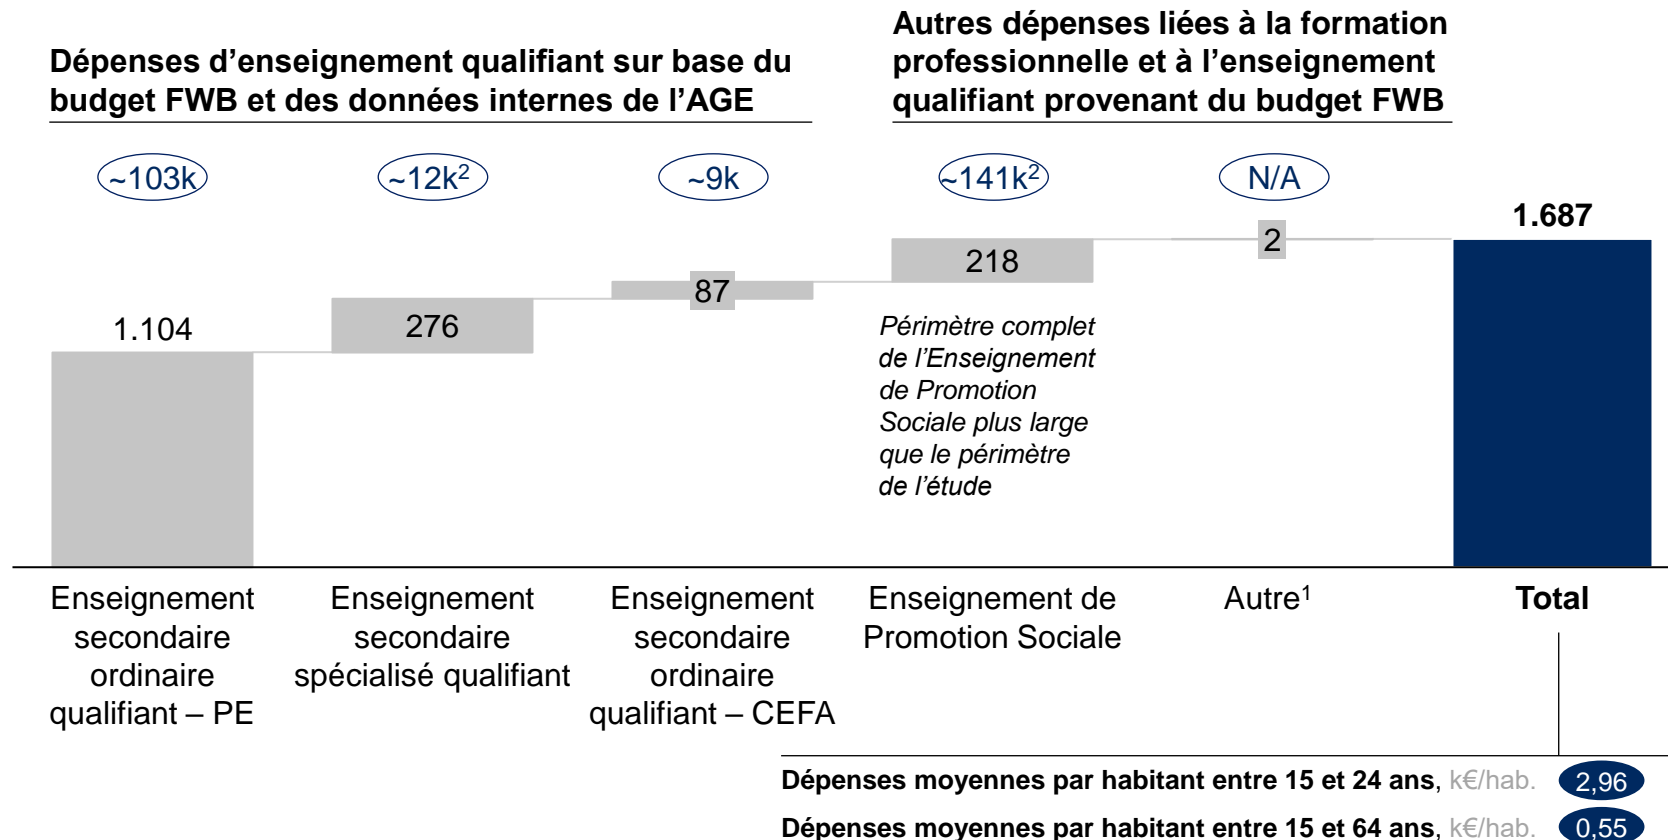 Dépenses d’enseignement qualifiant sur base du
budget FWB et des données internes de l’AGE
Autres dépenses liées à la formation
professionnelle et à l’enseignement
qualifiant provenant du budget FWB
~103k
~12k²
~9k
~141k²
N/A
1.104
276
87
218
2
1.687
Périmètre complet
de l’Enseignement
de Promotion
Sociale plus large
que le périmètre
de l’étude
Enseignement
secondaire
ordinaire
qualifiant – PE
Enseignement
secondaire
spécialisé qualifiant
Enseignement
secondaire
ordinaire
qualifiant – CEFA
Enseignement de
Promotion Sociale
Autre¹
Total
Dépenses moyennes par habitant entre 15 et 24 ans, k€/hab. 2,96
Dépenses moyennes par habitant entre 15 et 64 ans, k€/hab. 0,55